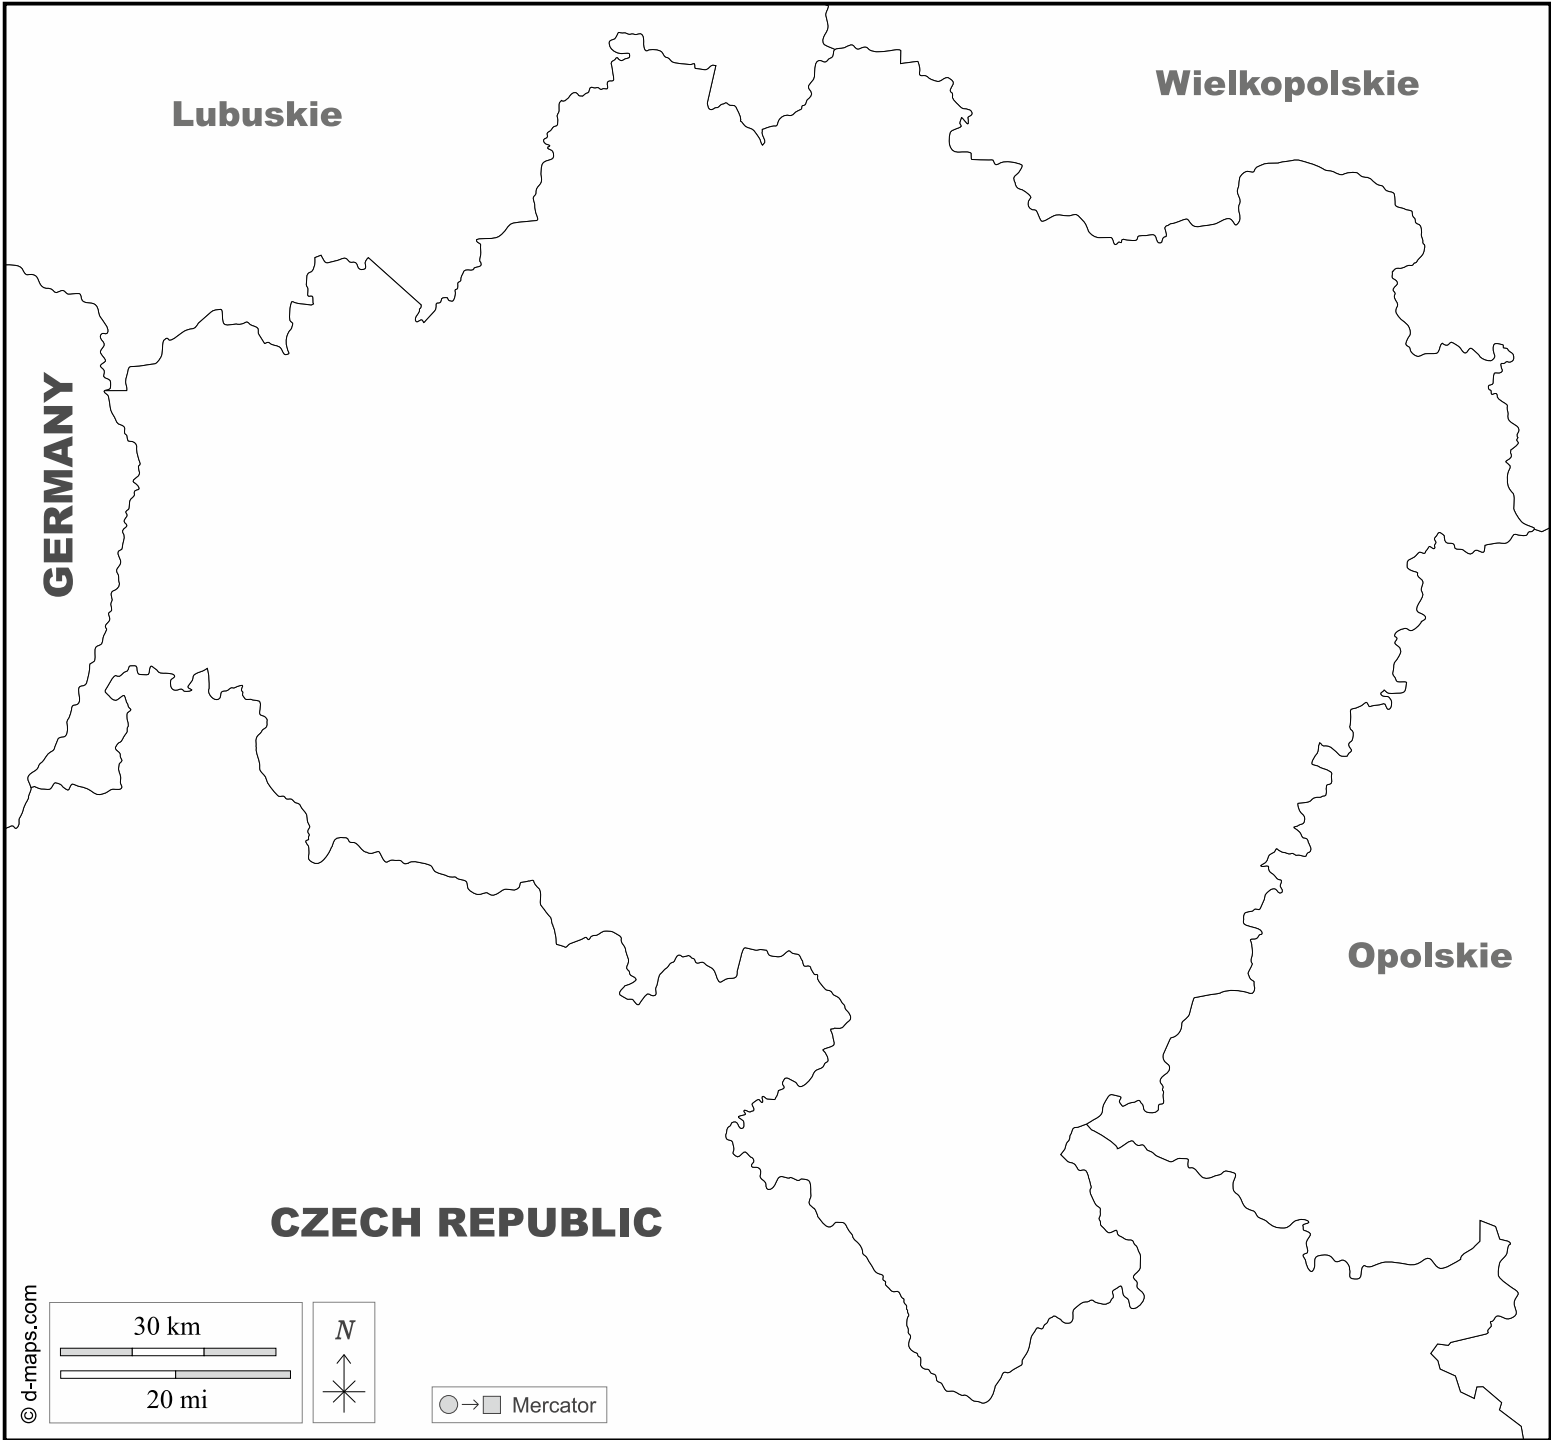 Wielkopolskie
Lubuskie
GERMANY
Opolskie
CZECH REPUBLIC
© d-maps.com
30 km
20 mi
N
Mercator